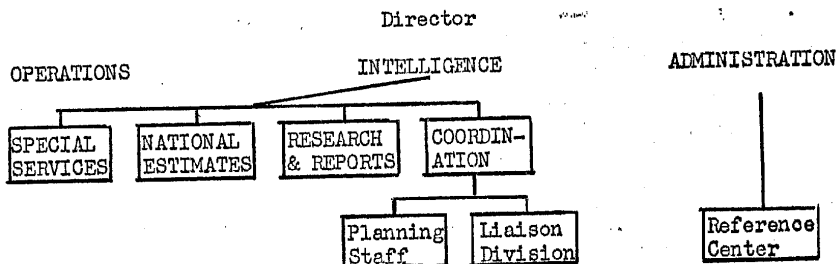 Director
OPERATIONS
INTELLIGENCE
ADMINISTRATION
SPECIAL
SERVICES
NATIONAL
ESTIMATES
RESEARCH
& REPORTS
COORDIN-
ATION
Planning
Staff
Liaison
Division
Reference
Center